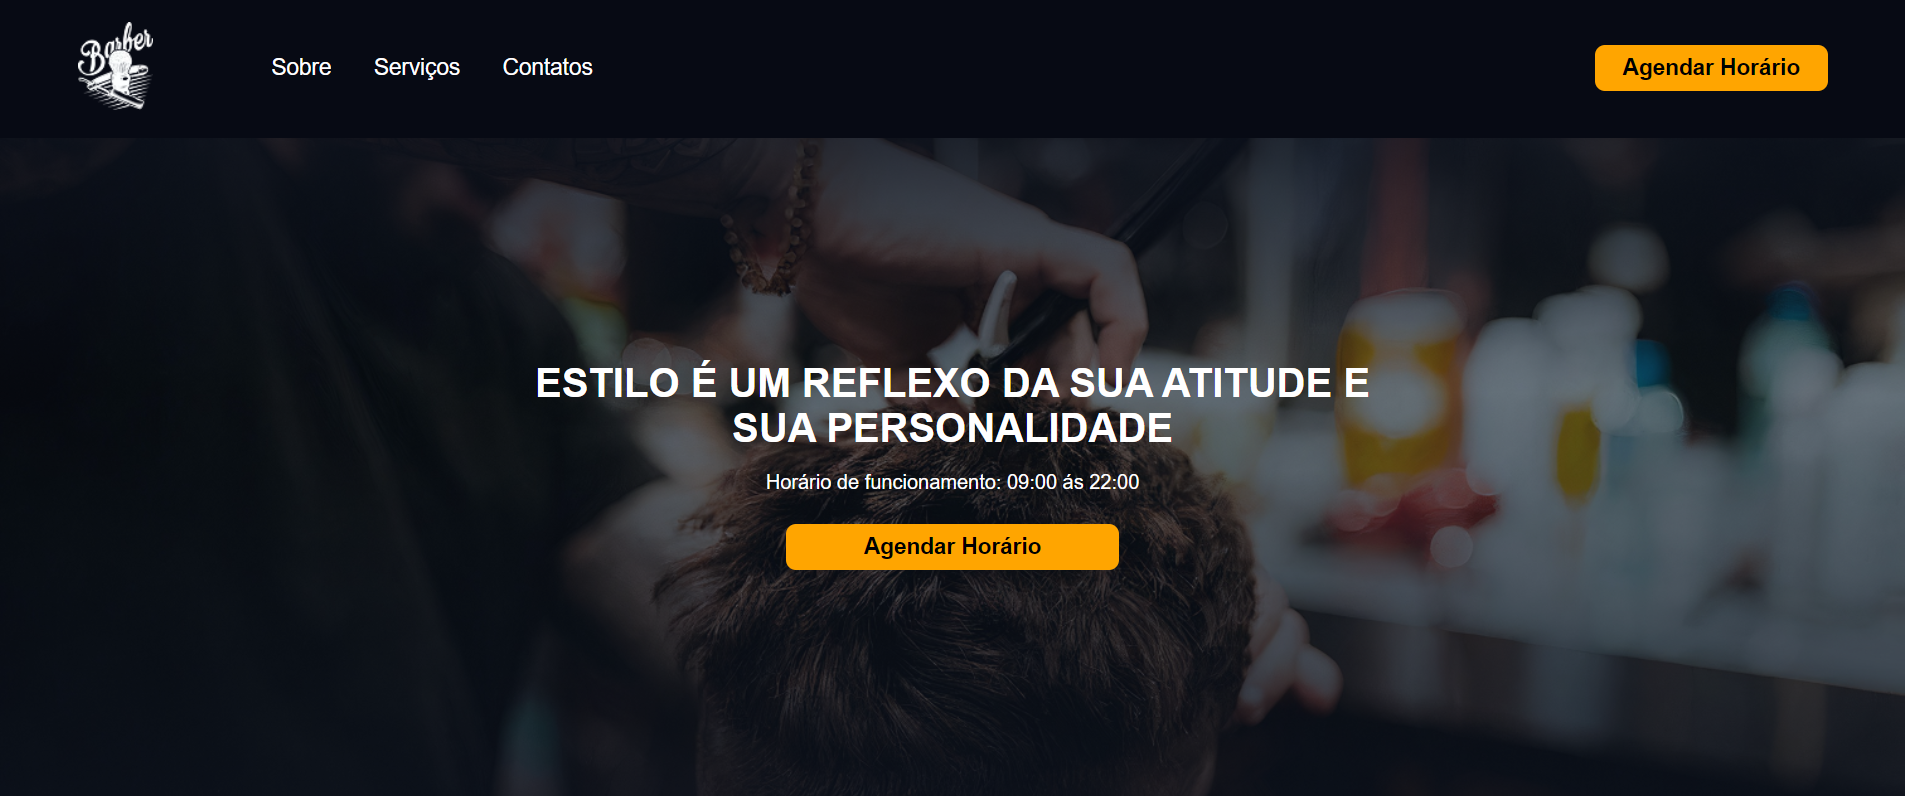 Barber
Sobre
Serviços
Contatos
Agendar Horário
ESTILO É UM REFLEXO DA SUA ATITUDE E
SUA PERSONALIDADE
Horário de funcionamento: 09:00 ás 22:00
Agendar Horário